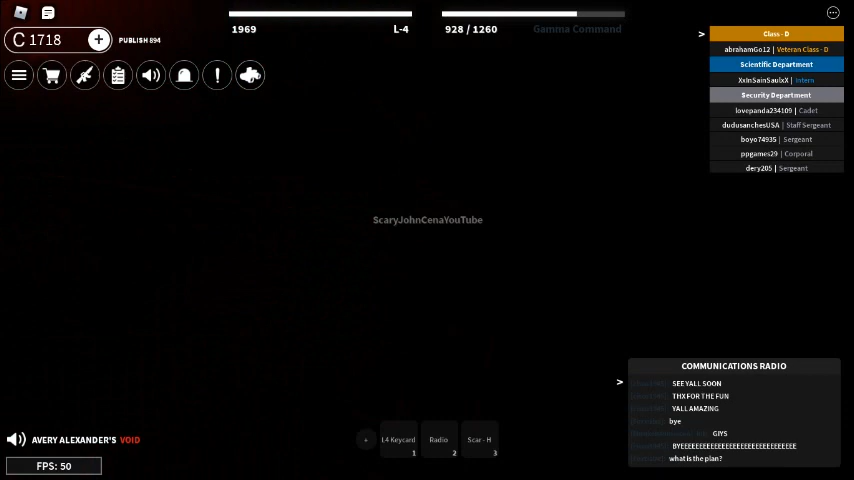 1969
L-4
928 / 1260
Gamma Command
C 1718 +
PUBLISH 894
>
Class - D
abrahamGo12 | Veteran Class - D
Scientific Department
XxInSainSaulxX | Intern
Security Department
lovepanda234109 | Cadet
dudusanchesUSA | Staff Sergeant
boyo74935 | Sergeant
ppgames29 | Corporal
dery205 | Sergeant
ScaryJohnCenaYouTube
COMMUNICATIONS RADIO
>
SEE YALL SOON
THX FOR THE FUN
YALL AMAZING
bye
GIYS
BYEEEEEEEEEEEEEEEEEEEEEEEEEEEEE
what is the plan?
AVERY ALEXANDER'S VOID
+
L4 Keycard 1
Radio 2
Scar - H 3
FPS: 50